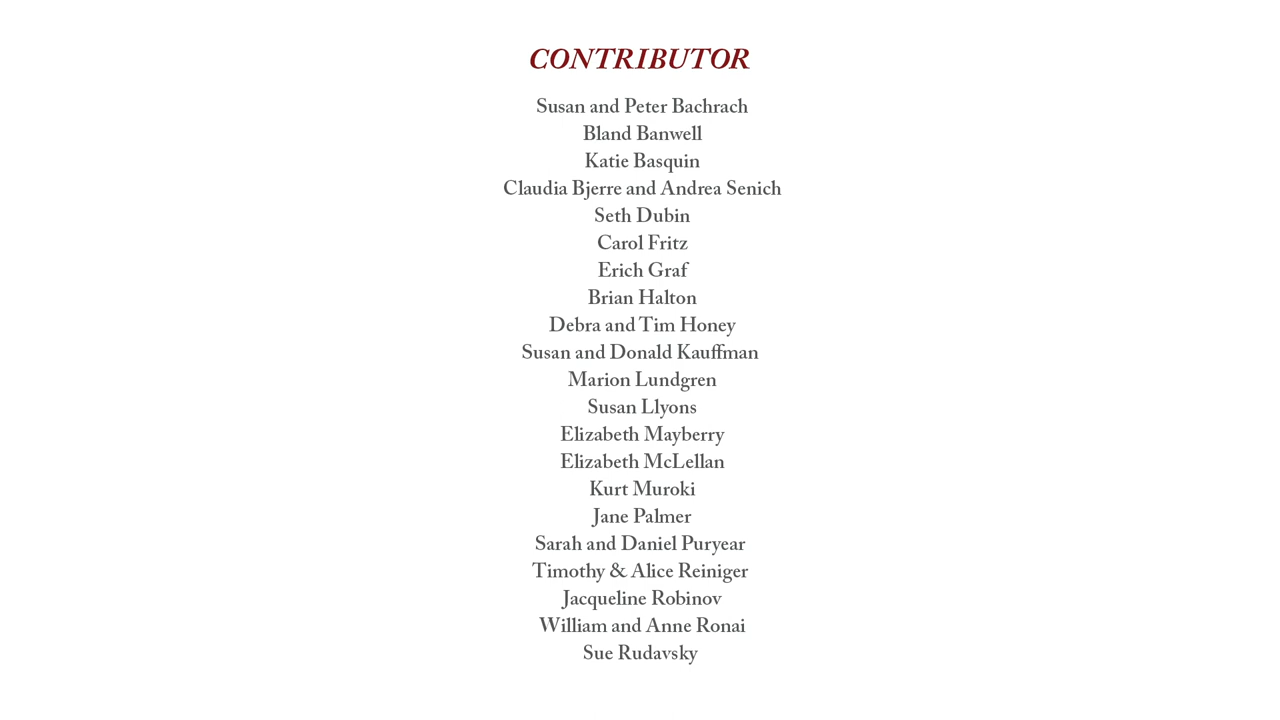 CONTRIBUTOR
Susan and Peter Bachrach
Bland Banwell
Katie Basquin
Claudia Bjerre and Andrea Senich
Seth Dubin
Carol Fritz
Erich Graf
Brian Halton
Debra and Tim Honey
Susan and Donald Kauffman
Marion Lundgren
Susan Llyons
Elizabeth Mayberry
Elizabeth McLellan
Kurt Muroki
Jane Palmer
Sarah and Daniel Puryear
Timothy & Alice Reiniger
Jacqueline Robinov
William and Anne Ronai
Sue Rudavsky